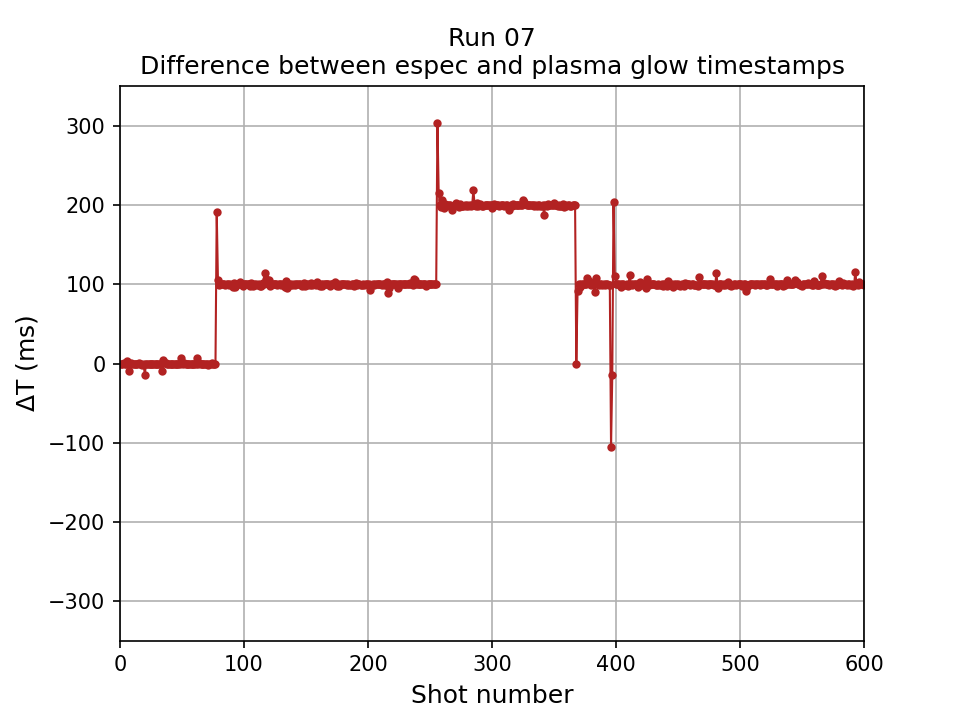 Run 07
Difference between espec and plasma glow timestamps
300
200
100
0
−100
−200
−300
ΔT (ms)
0 100 200 300 400 500 600
Shot number